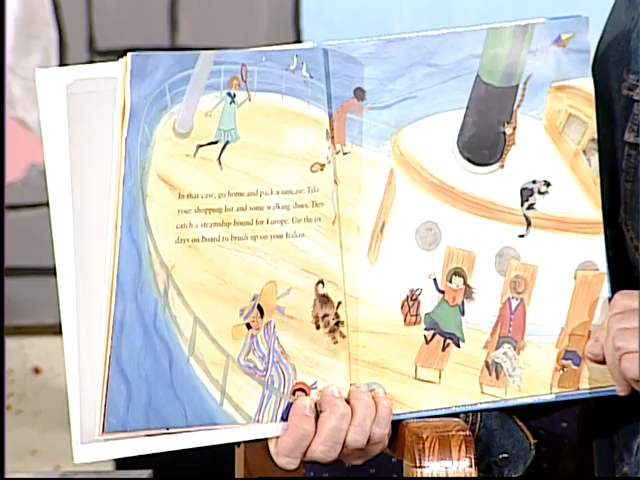 In that case, go home and pack a suitcase. Take
your shopping list and some walking shoes. Then
catch a steamship bound for Europe. Use the six
days on board to brush up on your Italian.